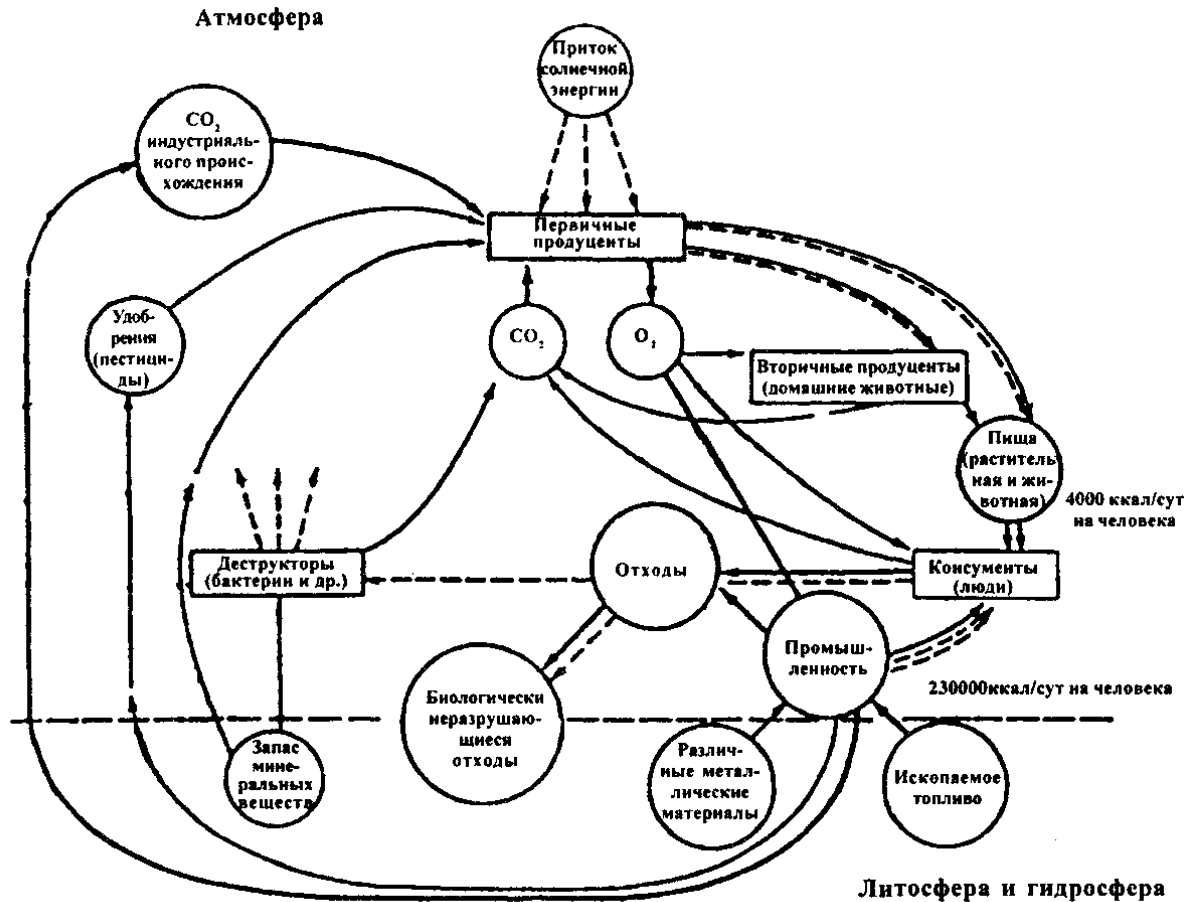 Атмосфера
Приток
солнечной
энергии
CO2
индустриаль-
ного проис-
хождения
Первичные
продуценты
Удоб-
рения
(пестици-
ды)
CO2
O2
Вторичные продуценты
(домашние животные)
Пища
(раститель
ная и жи-
вотная)
4000 ккал/сут
на человека
Деструкторы
(бактерии и др.)
Отходы
Консументы
(люди)
Промыш-
ленность
230000ккал/сут на человека
Биологически
неразрушаю-
щиеся
отходы
Запас
мине-
ральных
веществ
Различ-
ные метал-
лические
материалы
Ископаемое
топливо
Литосфера и гидросфера